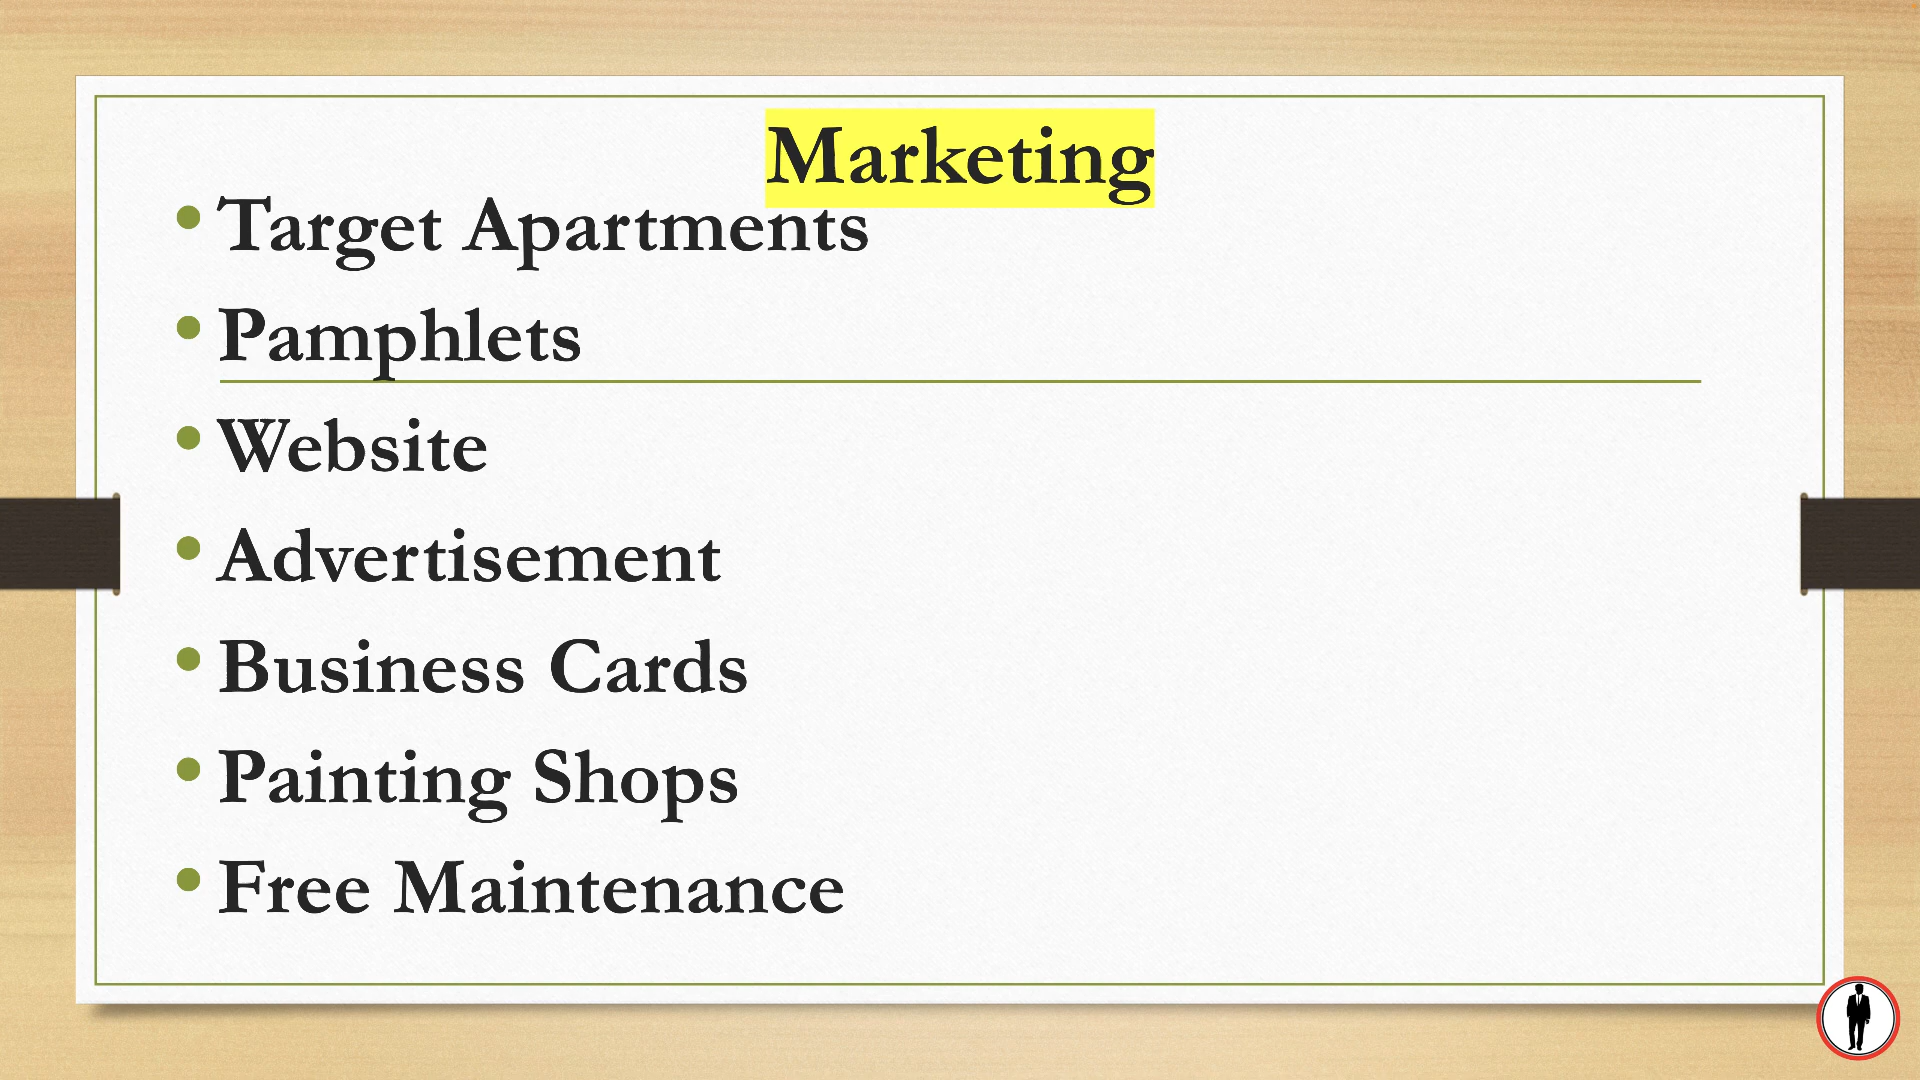 Marketing
• Target Apartments
• Pamphlets
• Website
• Advertisement
• Business Cards
• Painting Shops
• Free Maintenance